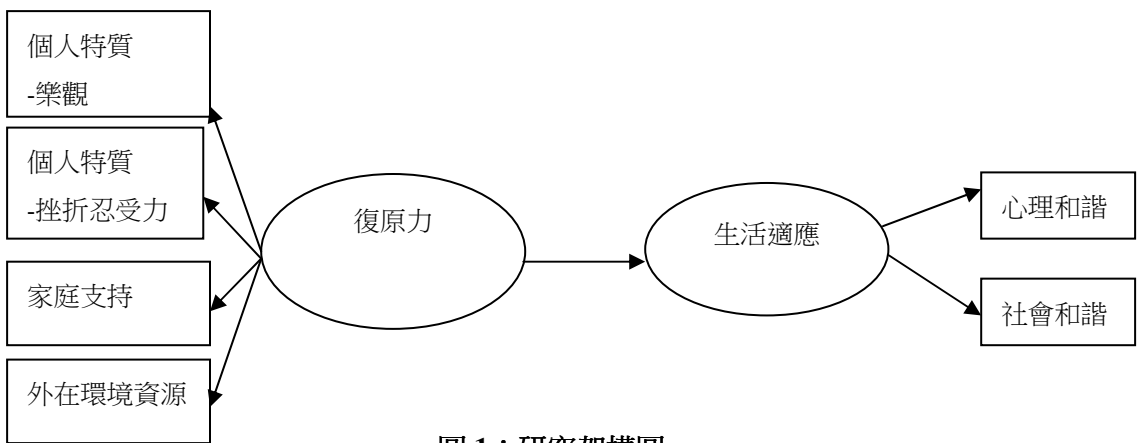 個人特質
-樂觀
個人特質
-挫折忍受力
家庭支持
外在環境資源
復原力
生活適應
心理和諧
社會和諧
圖 1：研究架構圖